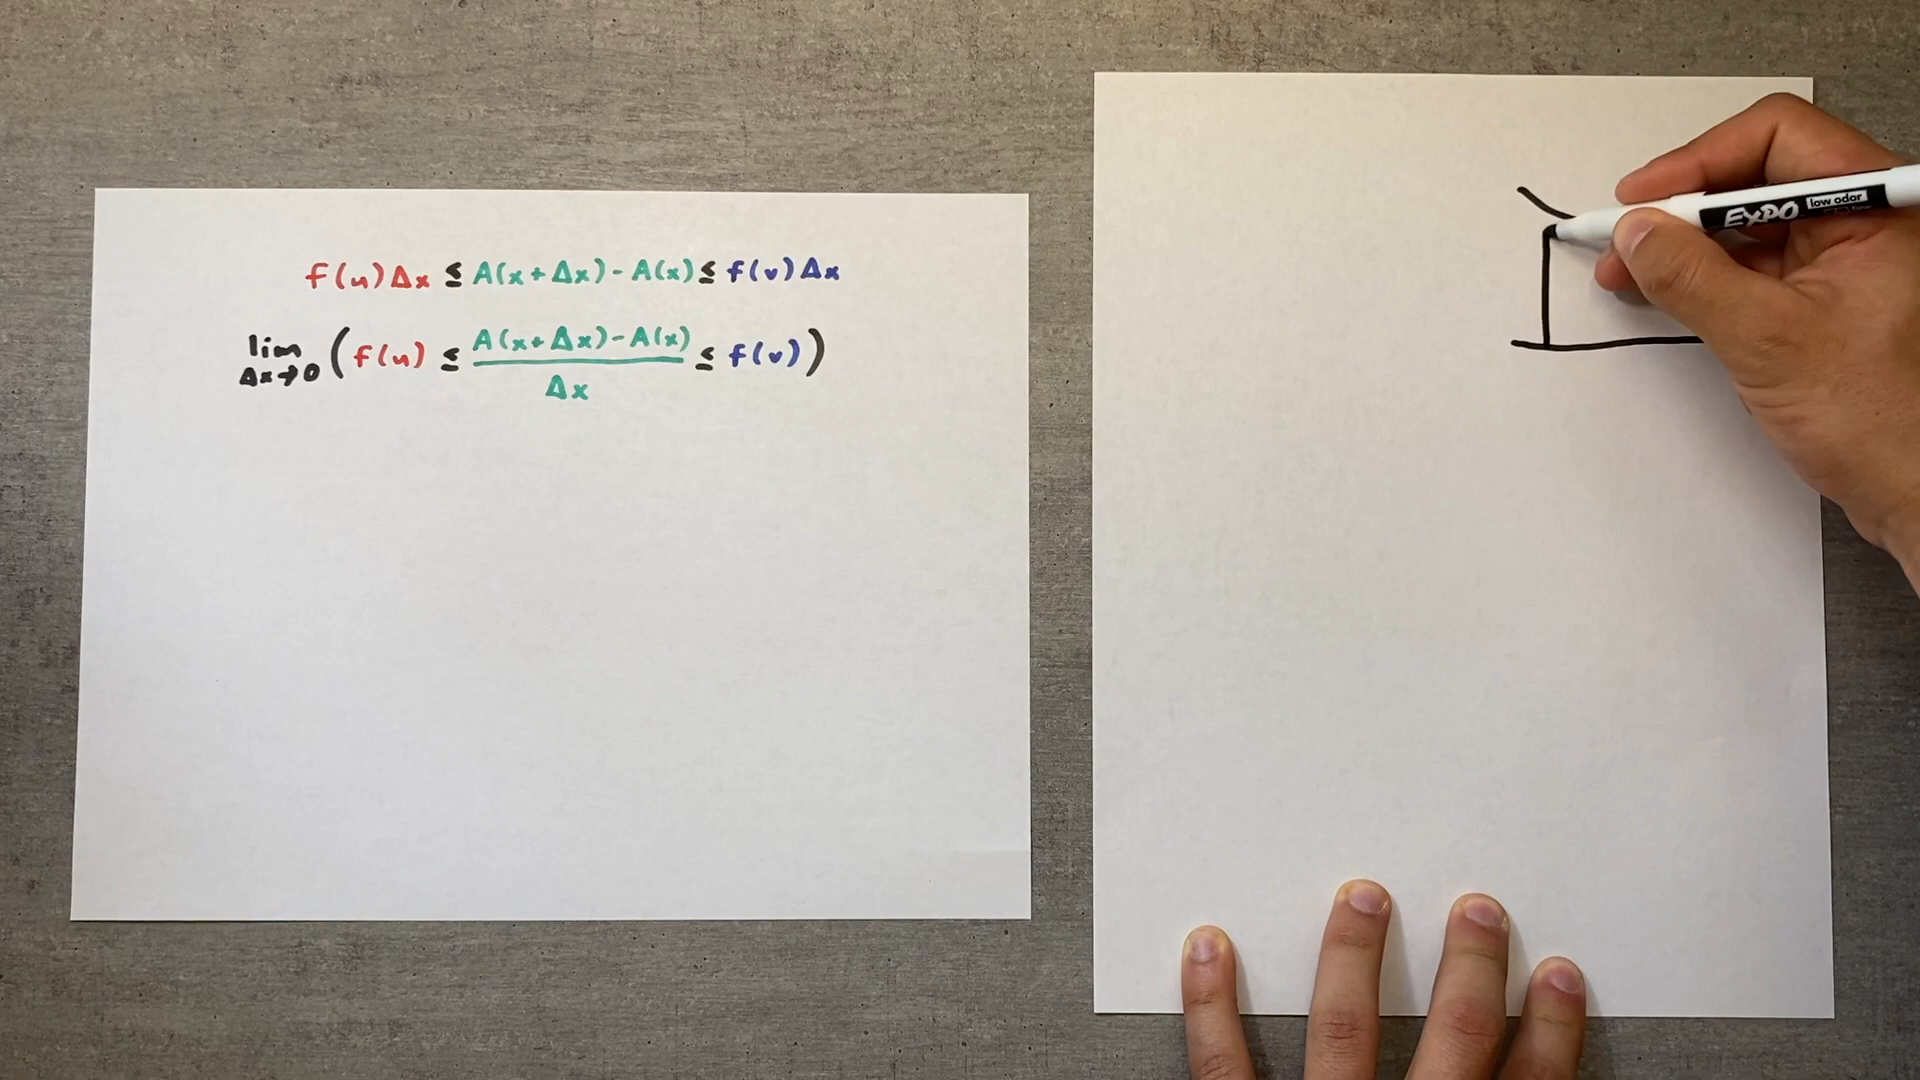 f(u)Δx ≤ A(x+Δx)-A(x) ≤ f(v)Δx
lim Δx→0 (f(u) ≤ A(x+Δx)-A(x) / Δx ≤ f(v))
EXPO low odor